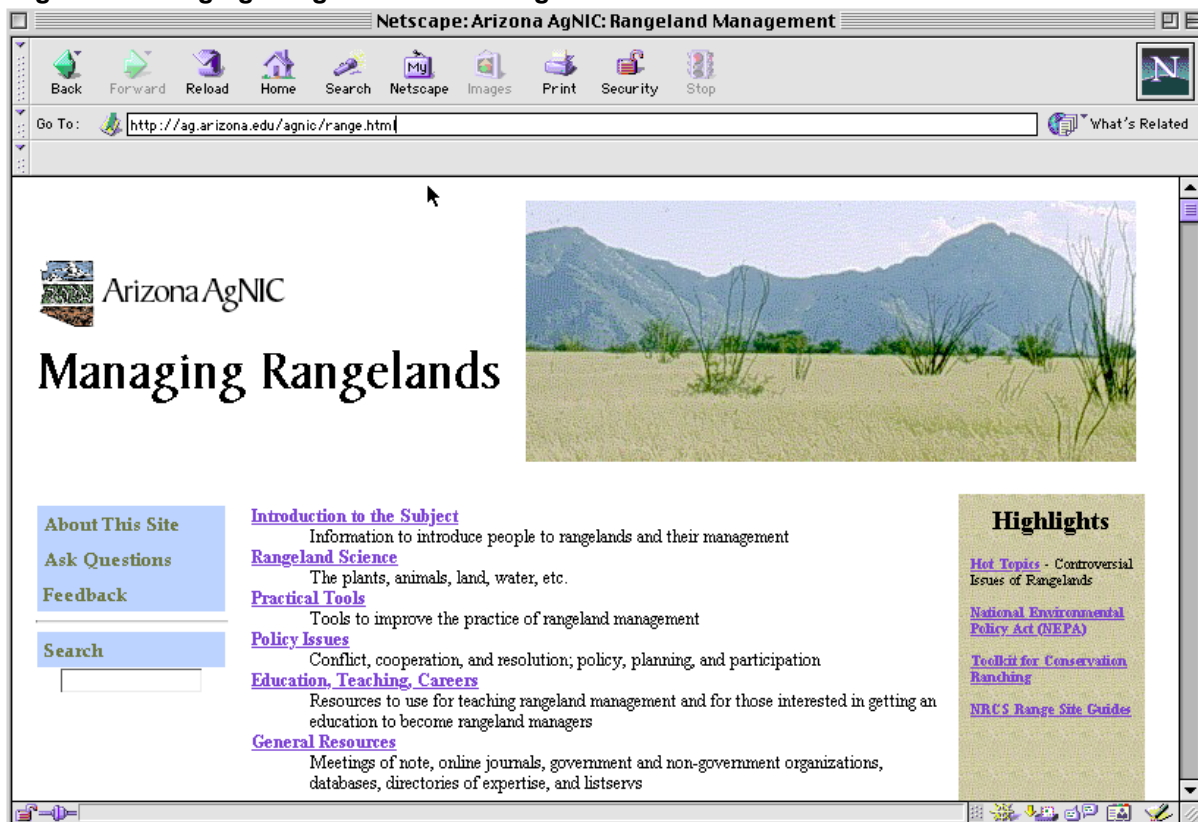 Netscape: Arizona AgNIC: Rangeland Management
Back Forward Reload Home Search Netscape Images Print Security Stop
My
N
Go To: http://ag.arizona.edu/agnic/range.html What's Related
Arizona AgNIC
Managing Rangelands
About This Site
Ask Questions
Feedback
Search
Introduction to the Subject
Information to introduce people to rangelands and their management
Rangeland Science
The plants, animals, land, water, etc.
Practical Tools
Tools to improve the practice of rangeland management
Policy Issues
Conflict, cooperation, and resolution; policy, planning, and participation
Education, Teaching, Careers
Resources to use for teaching rangeland management and for those interested in getting an
education to become rangeland managers
General Resources
Meetings of note, online journals, government and non-government organizations,
databases, directories of expertise, and listservs
Highlights
Hot Topics - Controversial
Issues of Rangelands
National Environmental
Policy Act (NEPA)
Toolkit for Conservation
Ranching
NRCS Range Site Guides